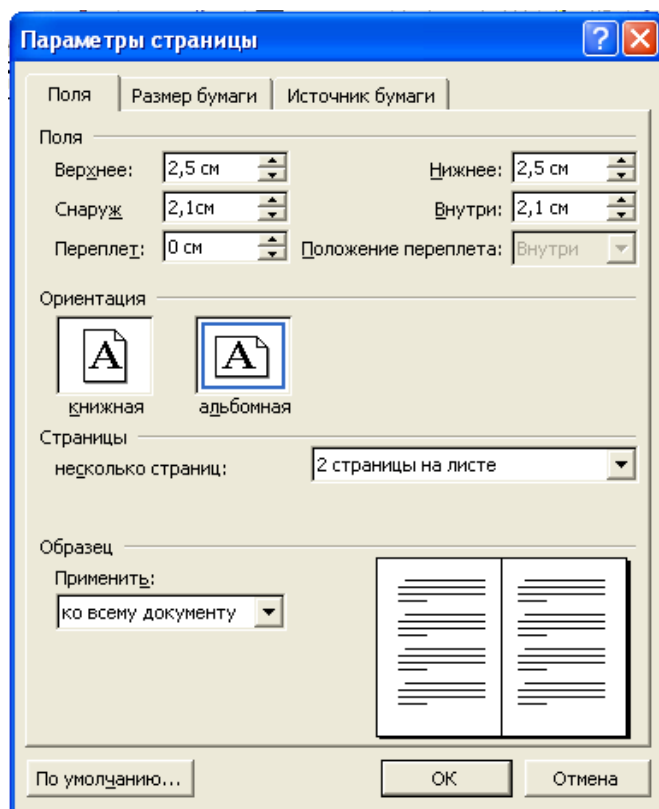 Параметры страницы
Поля Размер бумаги Источник бумаги
Поля
Верхнее: 2,5 см Нижнее: 2,5 см
Снаруж 2,1см Внутри: 2,1 см
Переплет: 0 см Положение переплета: Внутри
Ориентация
A A
книжная альбомная
Страницы
несколько страниц: 2 страницы на листе
Образец
Применить:
ко всему документу
По умолчанию... ОК Отмена